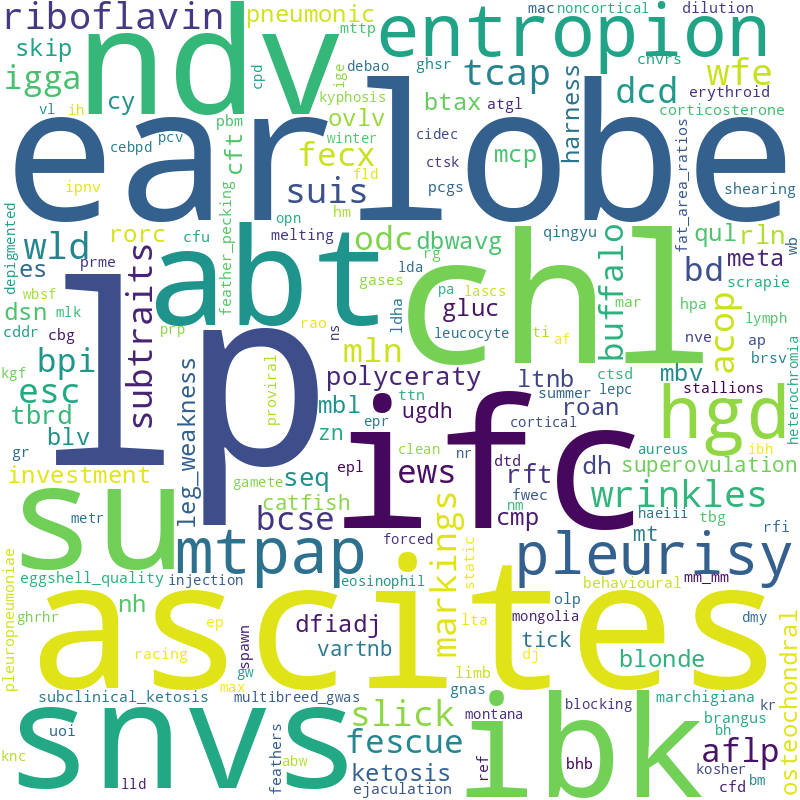 riboflavin
pneumonic
mttp
entropion
mac
noncortical
dilution
skip
igga
ndv
cpd
ige
debao
ghsr
kyphosis
tcap
chvrs
wfe
dcd
erythroid
corticosterone
vl
ih
cy
pbm
ovlv
winter
btax
atgl
harness
earlobe
cebpd
pcv
cft
fecx
fld
cidec
ctsk
mcp
fat_area_ratios
shearing
ipnv
suis
pcgs
depigmented
rorc
cfu
feather_pecking
opn
hm
melting
odc
dbwavg
qingyu
buffalo
qul
rln
wb
wld
es
prme
abt
rg
gases
lda
pa
lascs
chl
mar
bd
meta
scrapie
wbsf
mlk
dsn
cddr
cbg
subtraits
prp
rao
ns
ldha
gluc
leucocyte
ti
af
hpa
lymph
acop
nve
ap
brsv
kgf
bpi
lp
mln
polyceraty
ltnb
ctsd
mbv
stallions
heterochromia
esc
tbrd
leg_weakness
proviral
mbl
ttn
ugdh
summer
lepc
roan
hgd
blv
zn
epr
ifc
cortical
gr
clean
nr
aureus
ibh
investment
epl
ews
dtd
rft
dh
superovulation
metr
gamete
seq
catfish
fwec
nm
wrinkles
su
bcse
cmp
haeiii
tbg
rfi
mtpap
forced
markings
static
pleurisy
mt
pleuropneumoniae
eggshell_quality
injection
eosinophil
behavioural
mm_mm
nh
ascites
olp
mongolia
ghrhr
ep
dfiadj
lta
dmy
osteochondral
racing
spawn
vartnb
tick
dj
blonde
gw
limb
max
subclinical_ketosis
multibreed_gwas
gnas
marchigiana
kr
snvs
slick
montana
ibk
blocking
brangus
uoi
feathers
fescue
bh
aflp
knc
abw
ketosis
ref
bhb
kosher
bm
lld
ejaculation
cfd